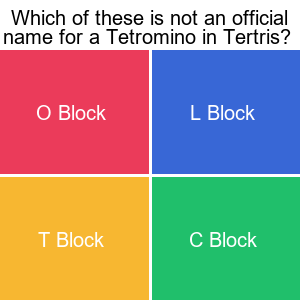 Which of these is not an official
name for a Tetromino in Tertris?
O Block
L Block
T Block
C Block